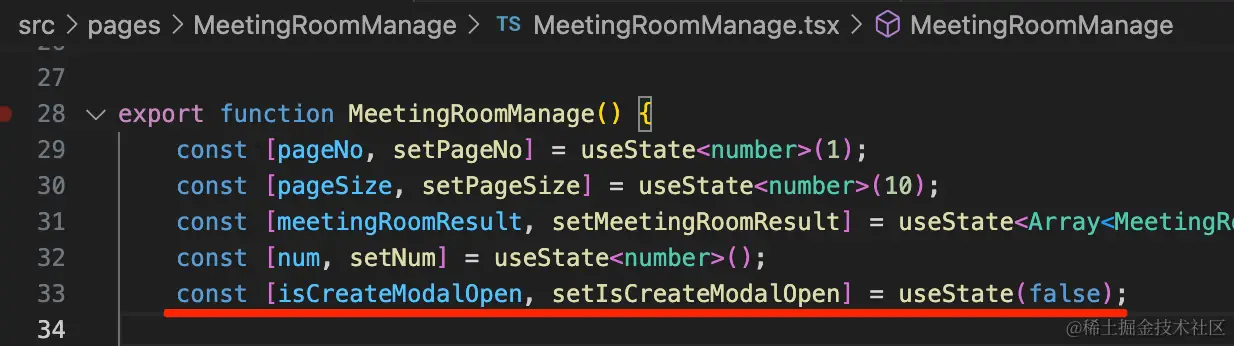 src > pages > MeetingRoomManage > TS MeetingRoomManage.tsx > MeetingRoomManage
27
28 export function MeetingRoomManage() {
29 const [pageNo, setPageNo] = useState<number>(1);
30 const [pageSize, setPageSize] = useState<number>(10);
31 const [meetingRoomResult, setMeetingRoomResult] = useState<Array<MeetingRo
32 const [num, setNum] = useState<number>();
33 const [isCreateModalOpen, setIsCreateModalOpen] = useState(false);
34
@稀土掘金技术社区